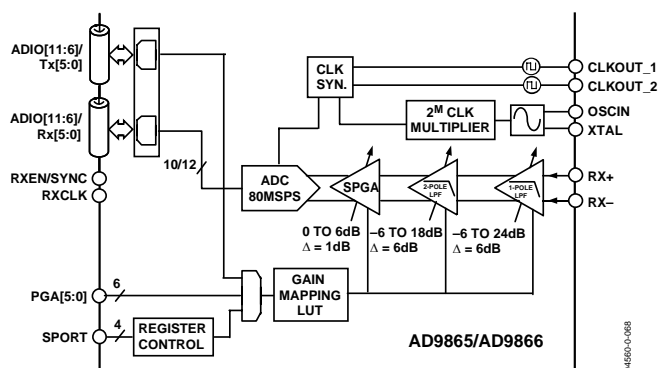 ADIO[11:6]/
Tx[5:0]
ADIO[11:6]/
Rx[5:0]
RXEN/SYNC
RXCLK
PGA[5:0]
SPORT
10/12
6
4
REGISTER
CONTROL
CLK
SYN.
2M CLK
MULTIPLIER
CLKOUT_1
CLKOUT_2
OSCIN
XTAL
ADC
80MSPS
SPGA
2-POLE
LPF
1-POLE
LPF
RX+
RX–
0 TO 6dB
Δ = 1dB
–6 TO 18dB
Δ = 6dB
–6 TO 24dB
Δ = 6dB
GAIN
MAPPING
LUT
AD9865/AD9866
04560-0-068